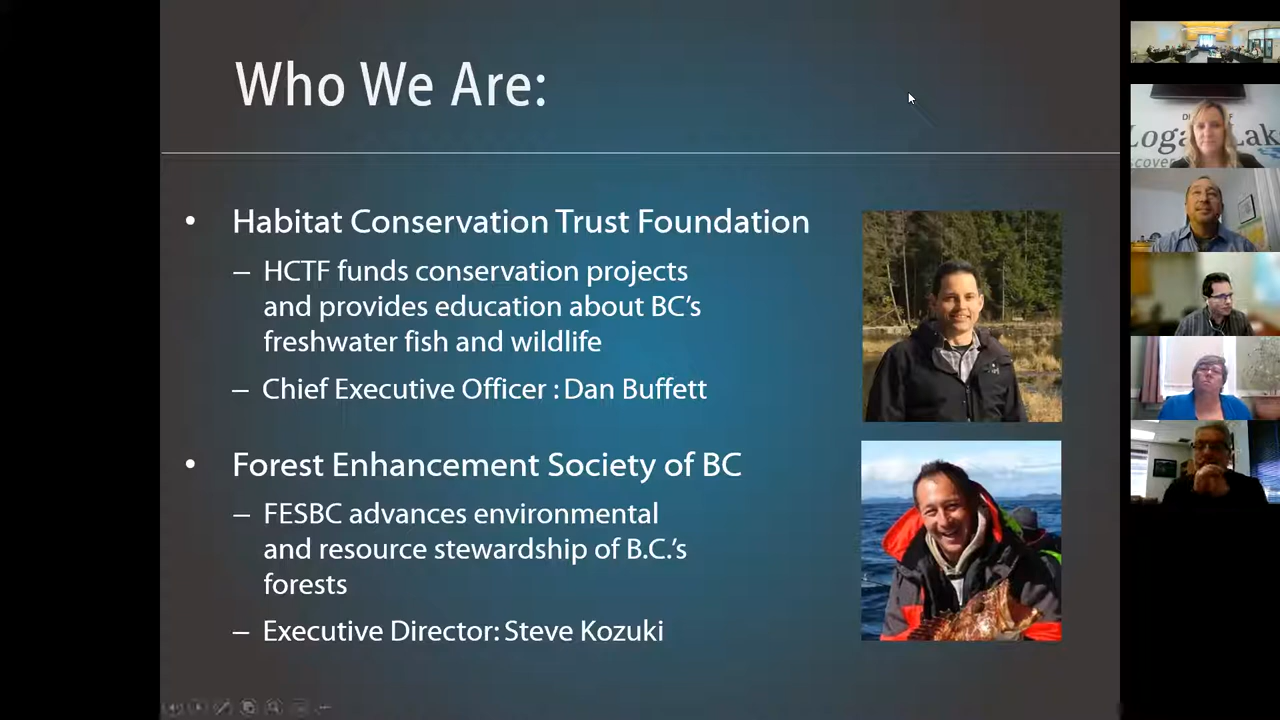 Who We Are:
• Habitat Conservation Trust Foundation
– HCTF funds conservation projects
and provides education about BC’s
freshwater fish and wildlife
– Chief Executive Officer : Dan Buffett
• Forest Enhancement Society of BC
– FESBC advances environmental
and resource stewardship of B.C.’s
forests
– Executive Director: Steve Kozuki